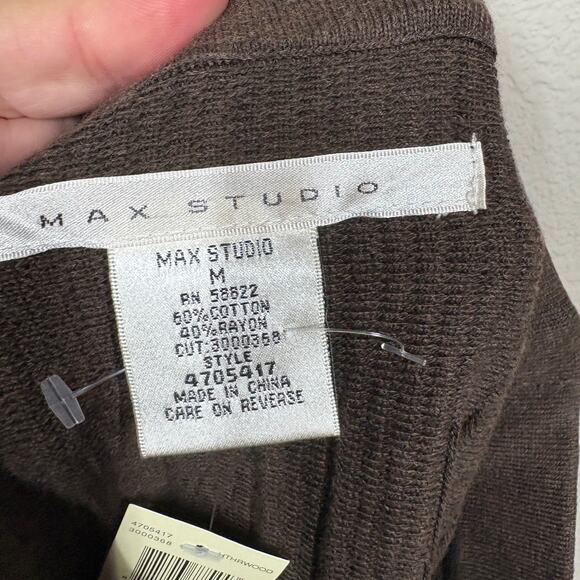 MAX STUDIO
MAX STUDIO
M
RN 58822
60%COTTON
40%RAYON
CUT:3000368
STYLE
4705417
MADE IN CHINA
CARE ON REVERSE
4705417
3000368